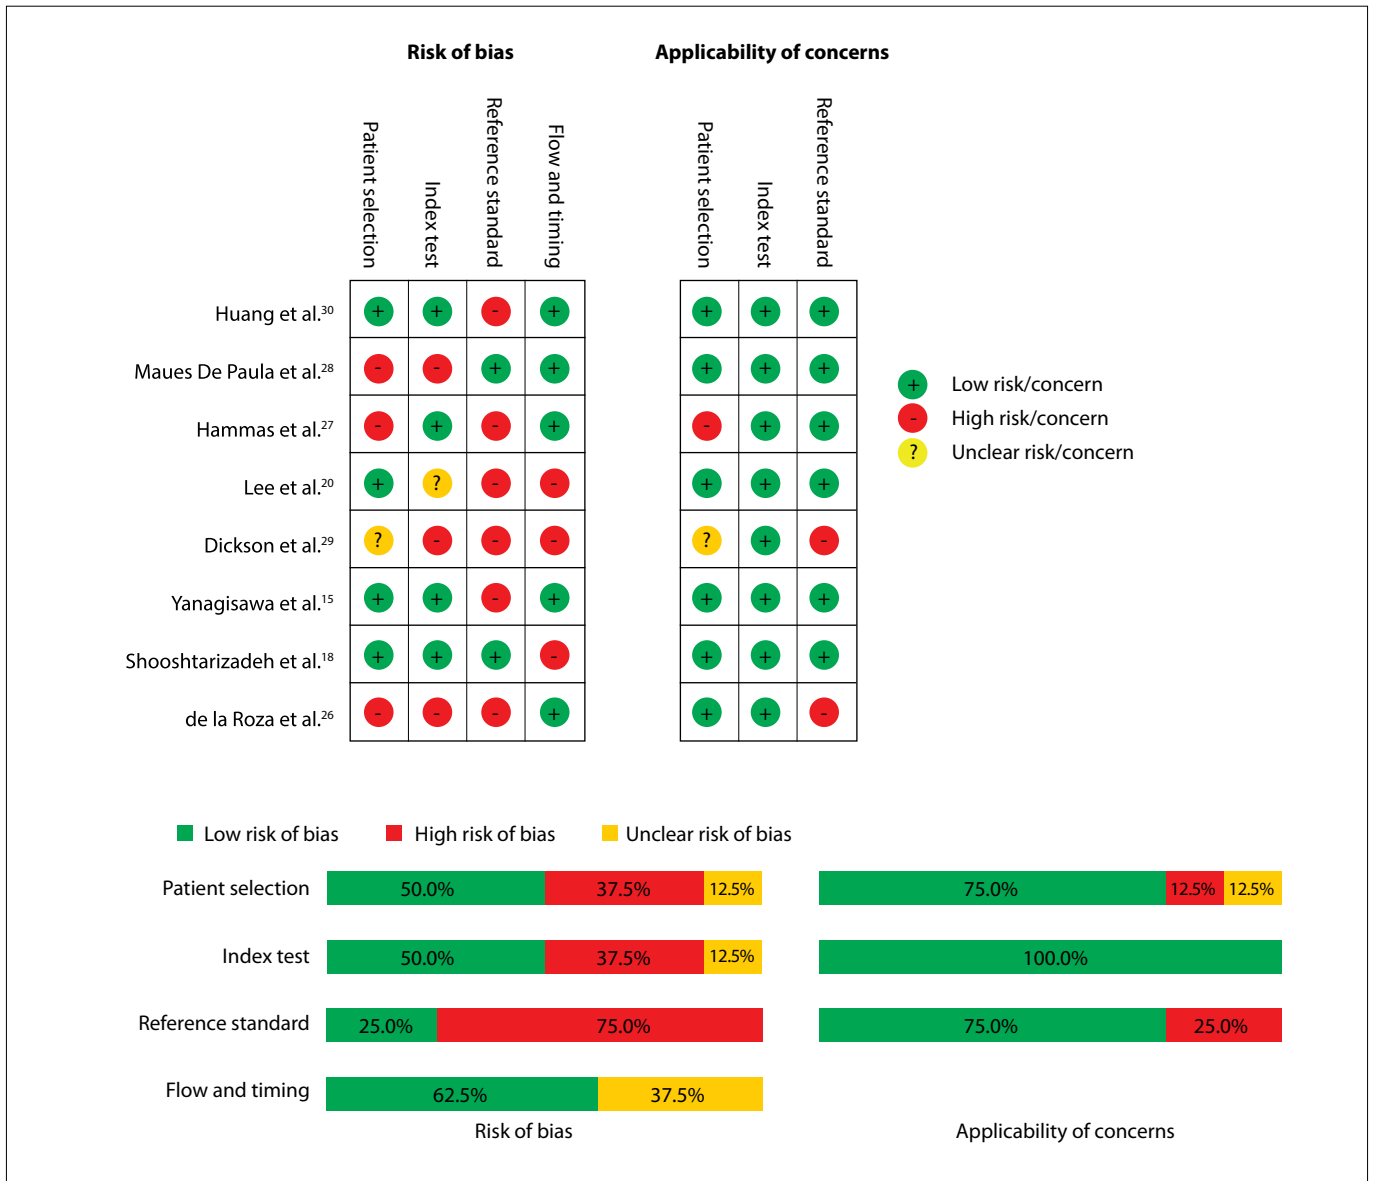 Risk of bias
Applicability of concerns
Patient selection
Index test
Reference standard
Flow and timing
Patient selection
Index test
Reference standard
Huang et al.30 + + - + + + +
Maues De Paula et al.28 - - + + + + +
Hammas et al.27 - + - + - + +
Lee et al.20 + ? - - + + +
Dickson et al.29 ? - - - ? + -
Yanagisawa et al.15 + + - + + + +
Shooshtarizadeh et al.18 + + + - + + +
de la Roza et al.26 - - - + + + -
+ Low risk/concern
- High risk/concern
? Unclear risk/concern
Low risk of bias
High risk of bias
Unclear risk of bias
Patient selection 50.0% 37.5% 12.5% 75.0% 12.5% 12.5%
Index test 50.0% 37.5% 12.5% 100.0%
Reference standard 25.0% 75.0% 75.0% 25.0%
Flow and timing 62.5% 37.5%
Risk of bias
Applicability of concerns